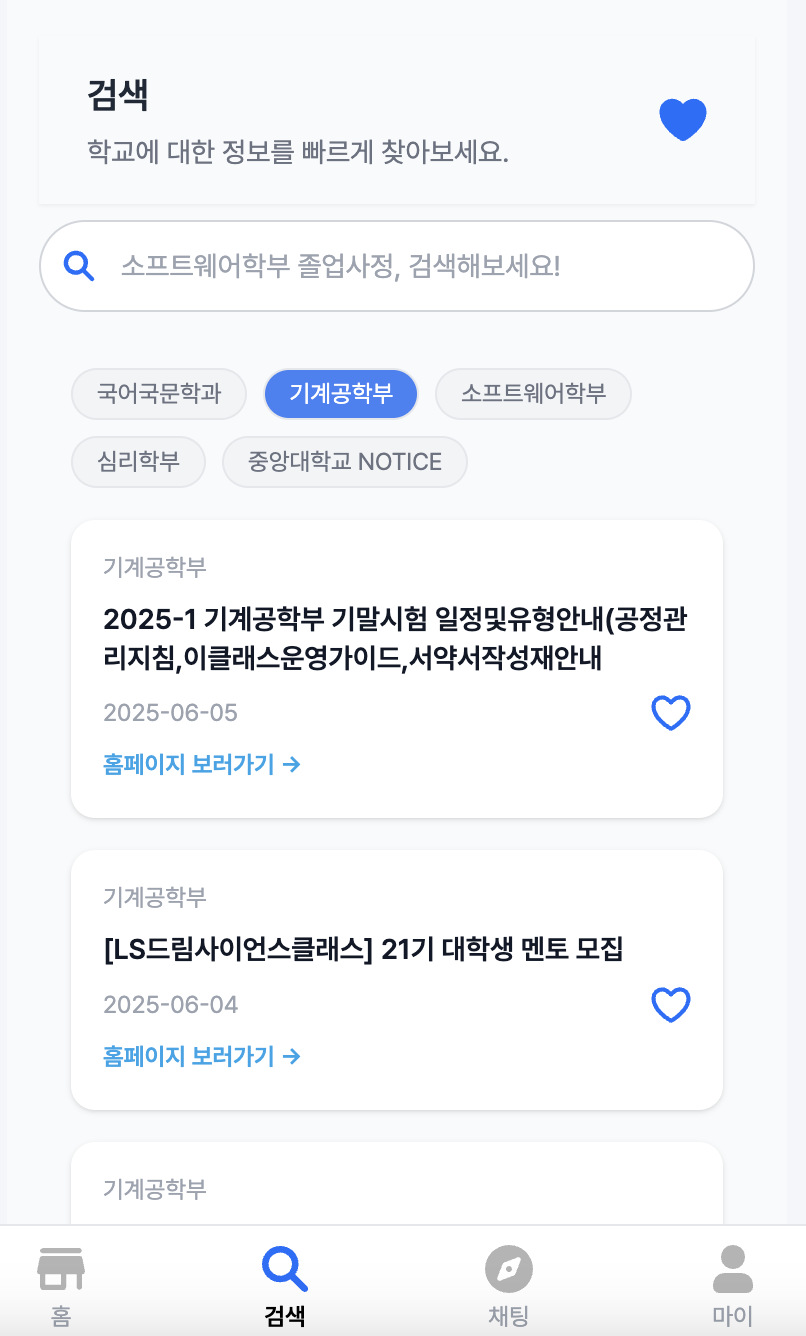 검색
학교에 대한 정보를 빠르게 찾아보세요.
소프트웨어학부 졸업사정, 검색해보세요!
국어국문학과 기계공학부 소프트웨어학부
심리학부 중앙대학교 NOTICE
기계공학부
2025-1 기계공학부 기말시험 일정및유형안내(공정관
리지침,이클래스운영가이드,서약서작성재안내
2025-06-05
홈페이지 보러가기 →
기계공학부
[LS드림사이언스클래스] 21기 대학생 멘토 모집
2025-06-04
홈페이지 보러가기 →
기계공학부
홈 검색 채팅 마이